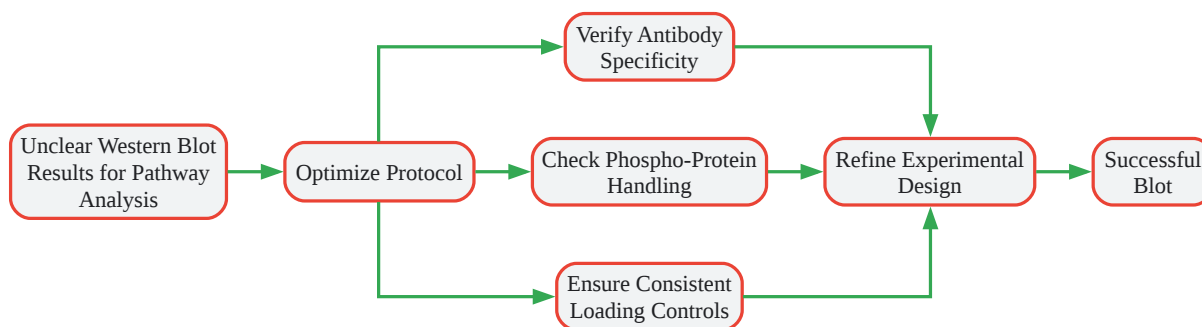 Unclear Western Blot
Results for Pathway
Analysis
Optimize Protocol
Verify Antibody
Specificity
Check Phospho-Protein
Handling
Ensure Consistent
Loading Controls
Refine Experimental
Design
Successful
Blot